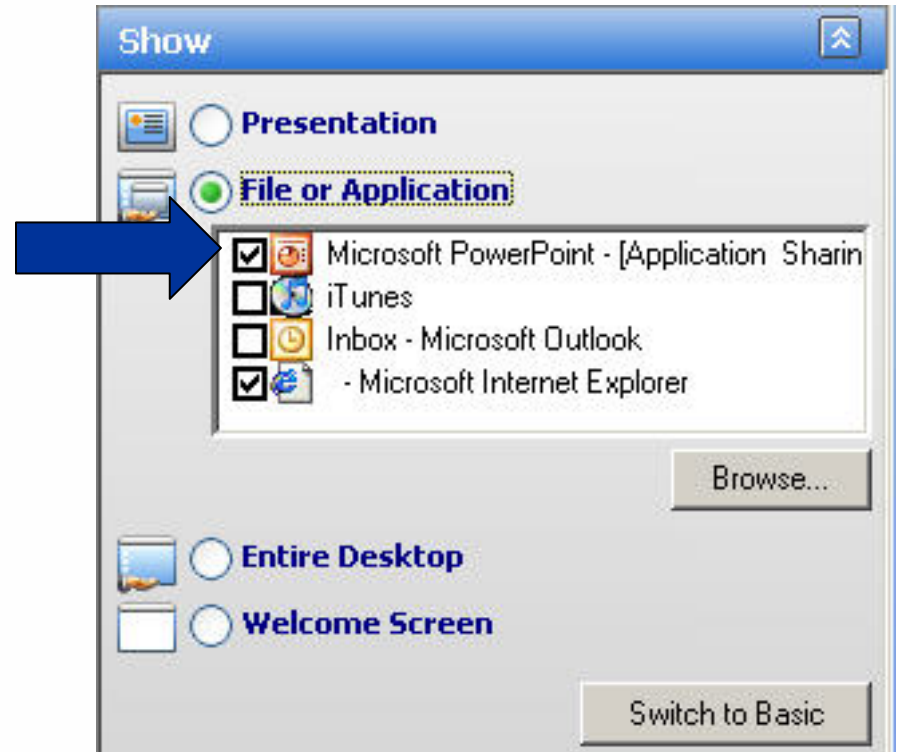 Show
Presentation
File or Application
Microsoft PowerPoint - [Application Sharin
iTunes
Inbox - Microsoft Outlook
- Microsoft Internet Explorer
Browse...
Entire Desktop
Welcome Screen
Switch to Basic